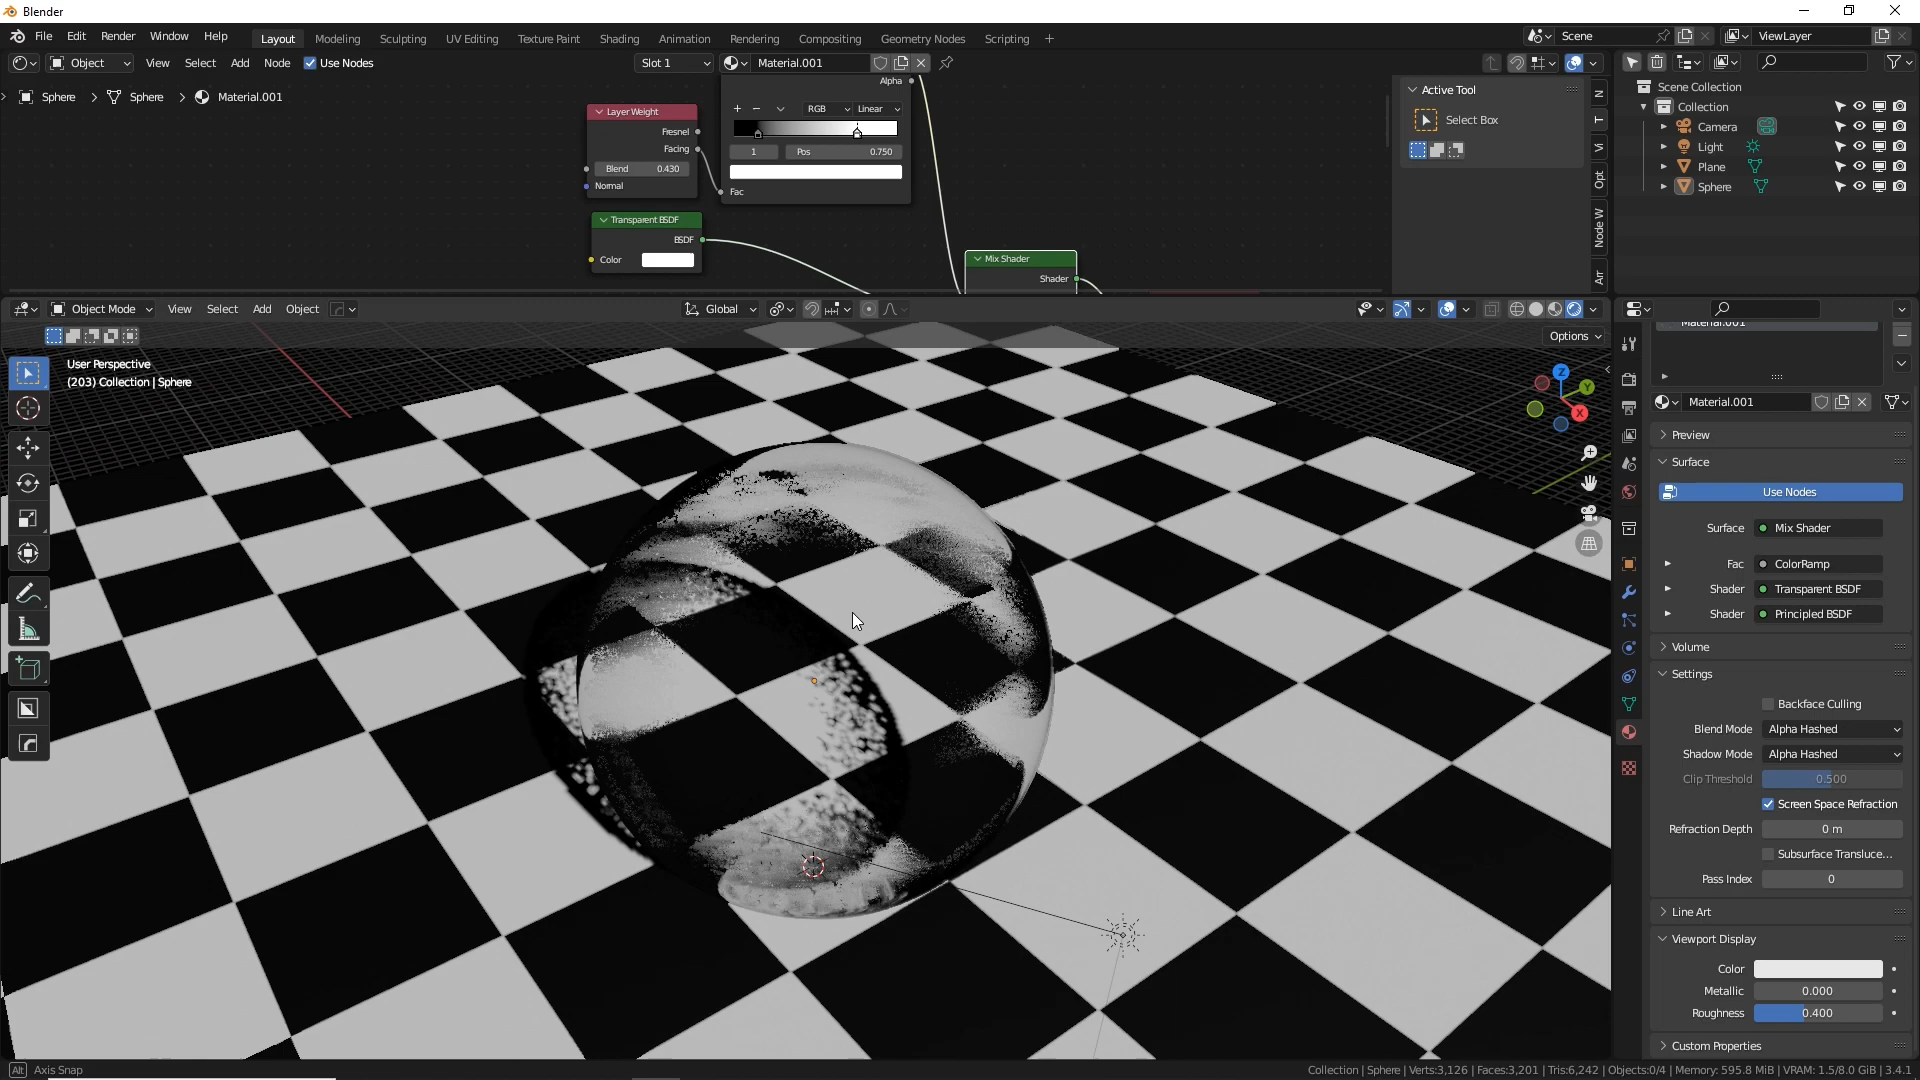 Blender
File Edit Render Window Help Layout Modeling Sculpting UV Editing Texture Paint Shading Animation Rendering Compositing Geometry Nodes Scripting + Scene ViewLayer
Object View Select Add Node Use Nodes Slot 1 Material.001
Sphere > Sphere > Material.001
Alpha
RGB Linear
1 Pos 0.750
Fac
Layer Weight
Fresnel
Facing
Blend 0.430
Normal
Transparent BSDF
BSDF
Color
Mix Shader
Shader
Active Tool
Select Box
N
T
Vi
Opt
Node W
Arr
Scene Collection
Collection
Camera
Light
Plane
Sphere
Object Mode View Select Add Object Global
Options
User Perspective
(203) Collection | Sphere
Z
Y
X
Material.001
Material.001
Preview
Surface
Use Nodes
Surface Mix Shader
Fac ColorRamp
Shader Transparent BSDF
Shader Principled BSDF
Volume
Settings
Backface Culling
Blend Mode Alpha Hashed
Shadow Mode Alpha Hashed
Clip Threshold 0.500
Screen Space Refraction
Refraction Depth 0 m
Subsurface Transluce...
Pass Index 0
Line Art
Viewport Display
Color
Metallic 0.000
Roughness 0.400
Custom Properties
Alt Axis Snap
Collection | Sphere | Verts:3,126 | Faces:3,201 | Tris:6,242 | Objects:0/4 | Memory: 595.8 MiB | VRAM: 1.5/8.0 GiB | 3.4.1